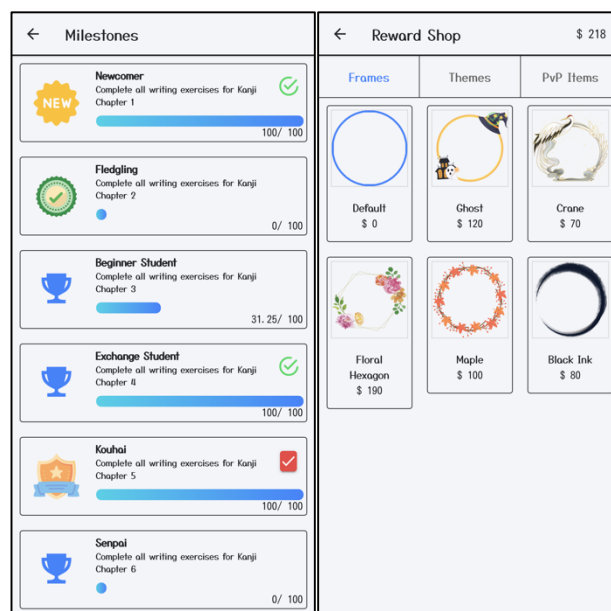 Milestones
NEW
Newcomer
Complete all writing exercises for Kanji
Chapter 1
100/ 100
Fledgling
Complete all writing exercises for Kanji
Chapter 2
0/ 100
Beginner Student
Complete all writing exercises for Kanji
Chapter 3
31.25/ 100
Exchange Student
Complete all writing exercises for Kanji
Chapter 4
100/ 100
Kouhai
Complete all writing exercises for Kanji
Chapter 5
100/ 100
Senpai
Complete all writing exercises for Kanji
Chapter 6
0/ 100
Reward Shop $ 218
Frames Themes PvP Items
Default Ghost Crane
$ 0 $ 120 $ 70
Floral Maple Black Ink
Hexagon $ 100 $ 80
$ 190